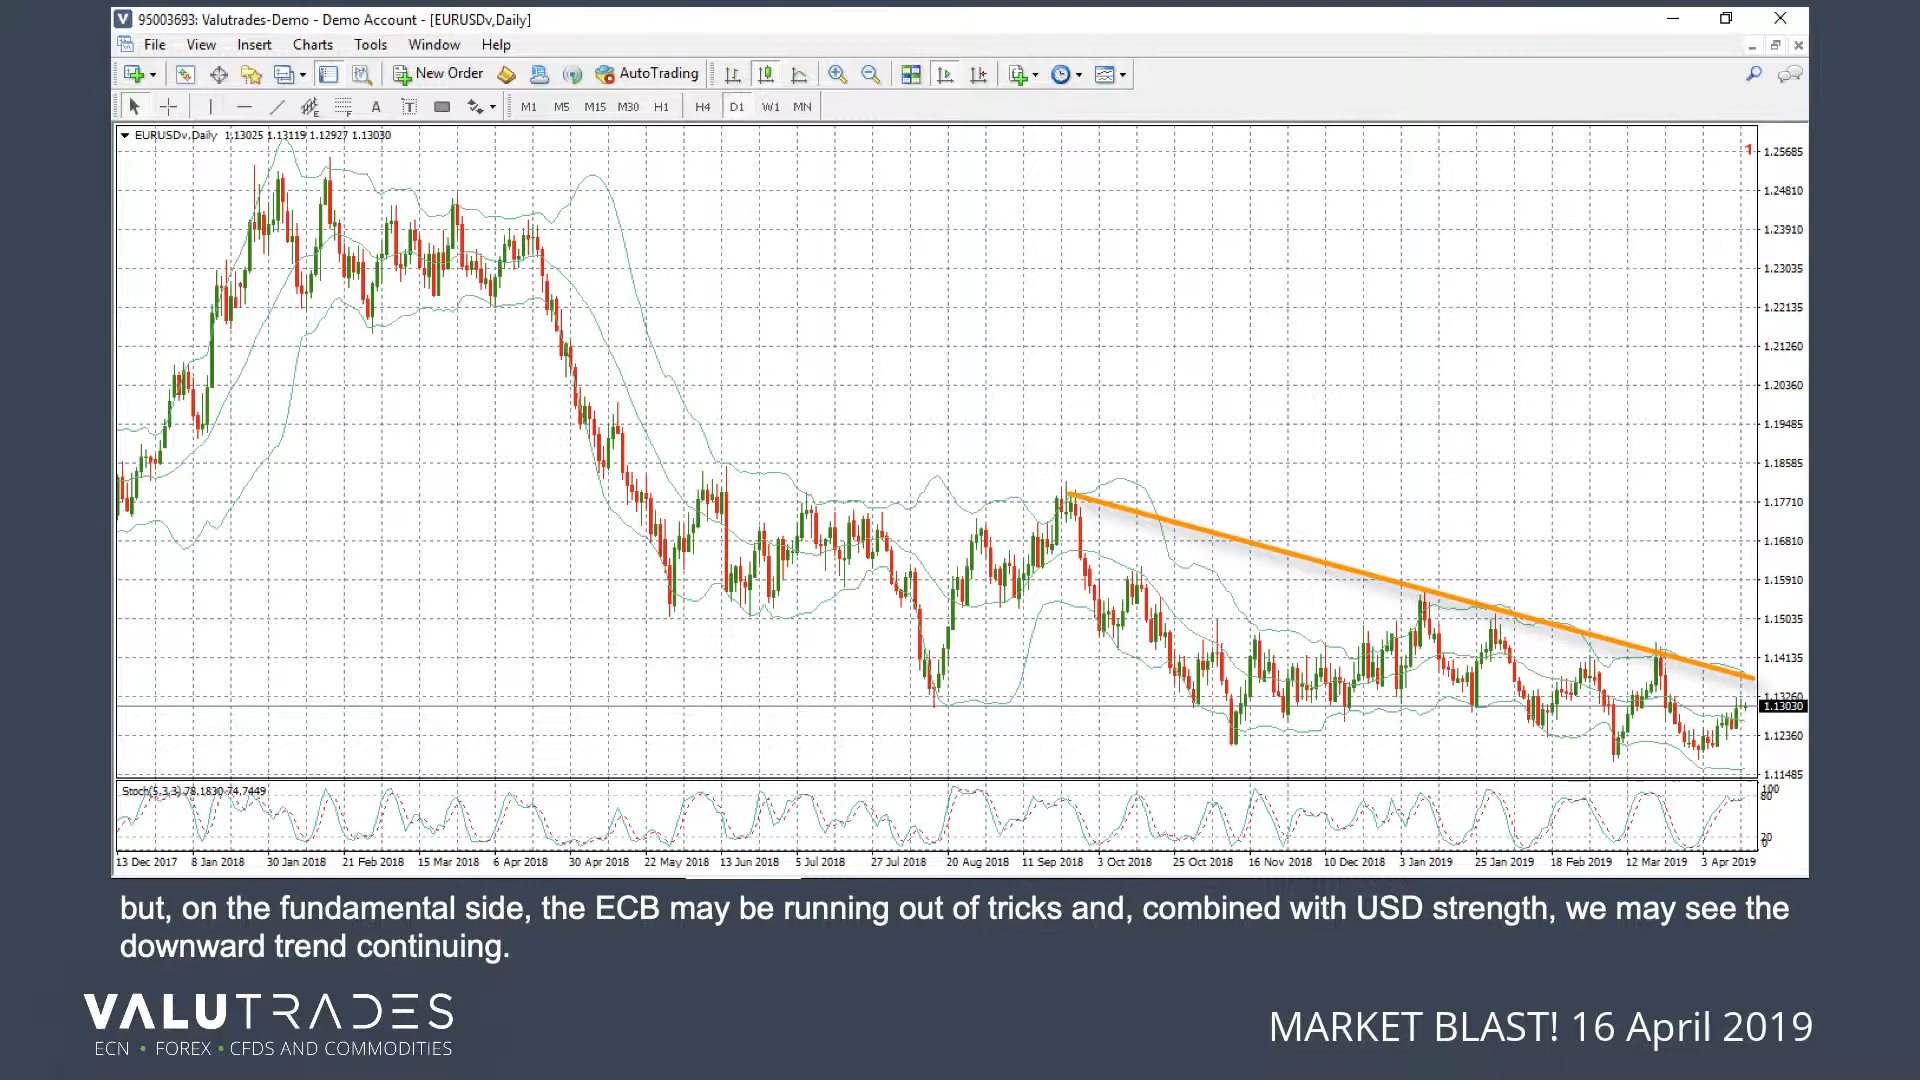 95003693: Valutrades-Demo - Demo Account - [EURUSDv,Daily]
File View Insert Charts Tools Window Help
New Order AutoTrading
A T M1 M5 M15 M30 H1 H4 D1 W1 MN
EURUSDv,Daily 1.13025 1.13119 1.12927 1.13030
1
1.25685
1.24810
1.23910
1.23035
1.22135
1.21260
1.20360
1.19485
1.18585
1.17710
1.16810
1.15910
1.15035
1.14135
1.13260
1.13030
1.12360
1.11485
Stoch(5,3,3) 78.1830 74.7449
100
80
20
0
13 Dec 2017 8 Jan 2018 30 Jan 2018 21 Feb 2018 15 Mar 2018 6 Apr 2018 30 Apr 2018 22 May 2018 13 Jun 2018 5 Jul 2018 27 Jul 2018 20 Aug 2018 11 Sep 2018 3 Oct 2018 25 Oct 2018 16 Nov 2018 10 Dec 2018 3 Jan 2019 25 Jan 2019 18 Feb 2019 12 Mar 2019 3 Apr 2019
but, on the fundamental side, the ECB may be running out of tricks and, combined with USD strength, we may see the
downward trend continuing.
VALUTRADES
ECN • FOREX • CFDS AND COMMODITIES
MARKET BLAST! 16 April 2019